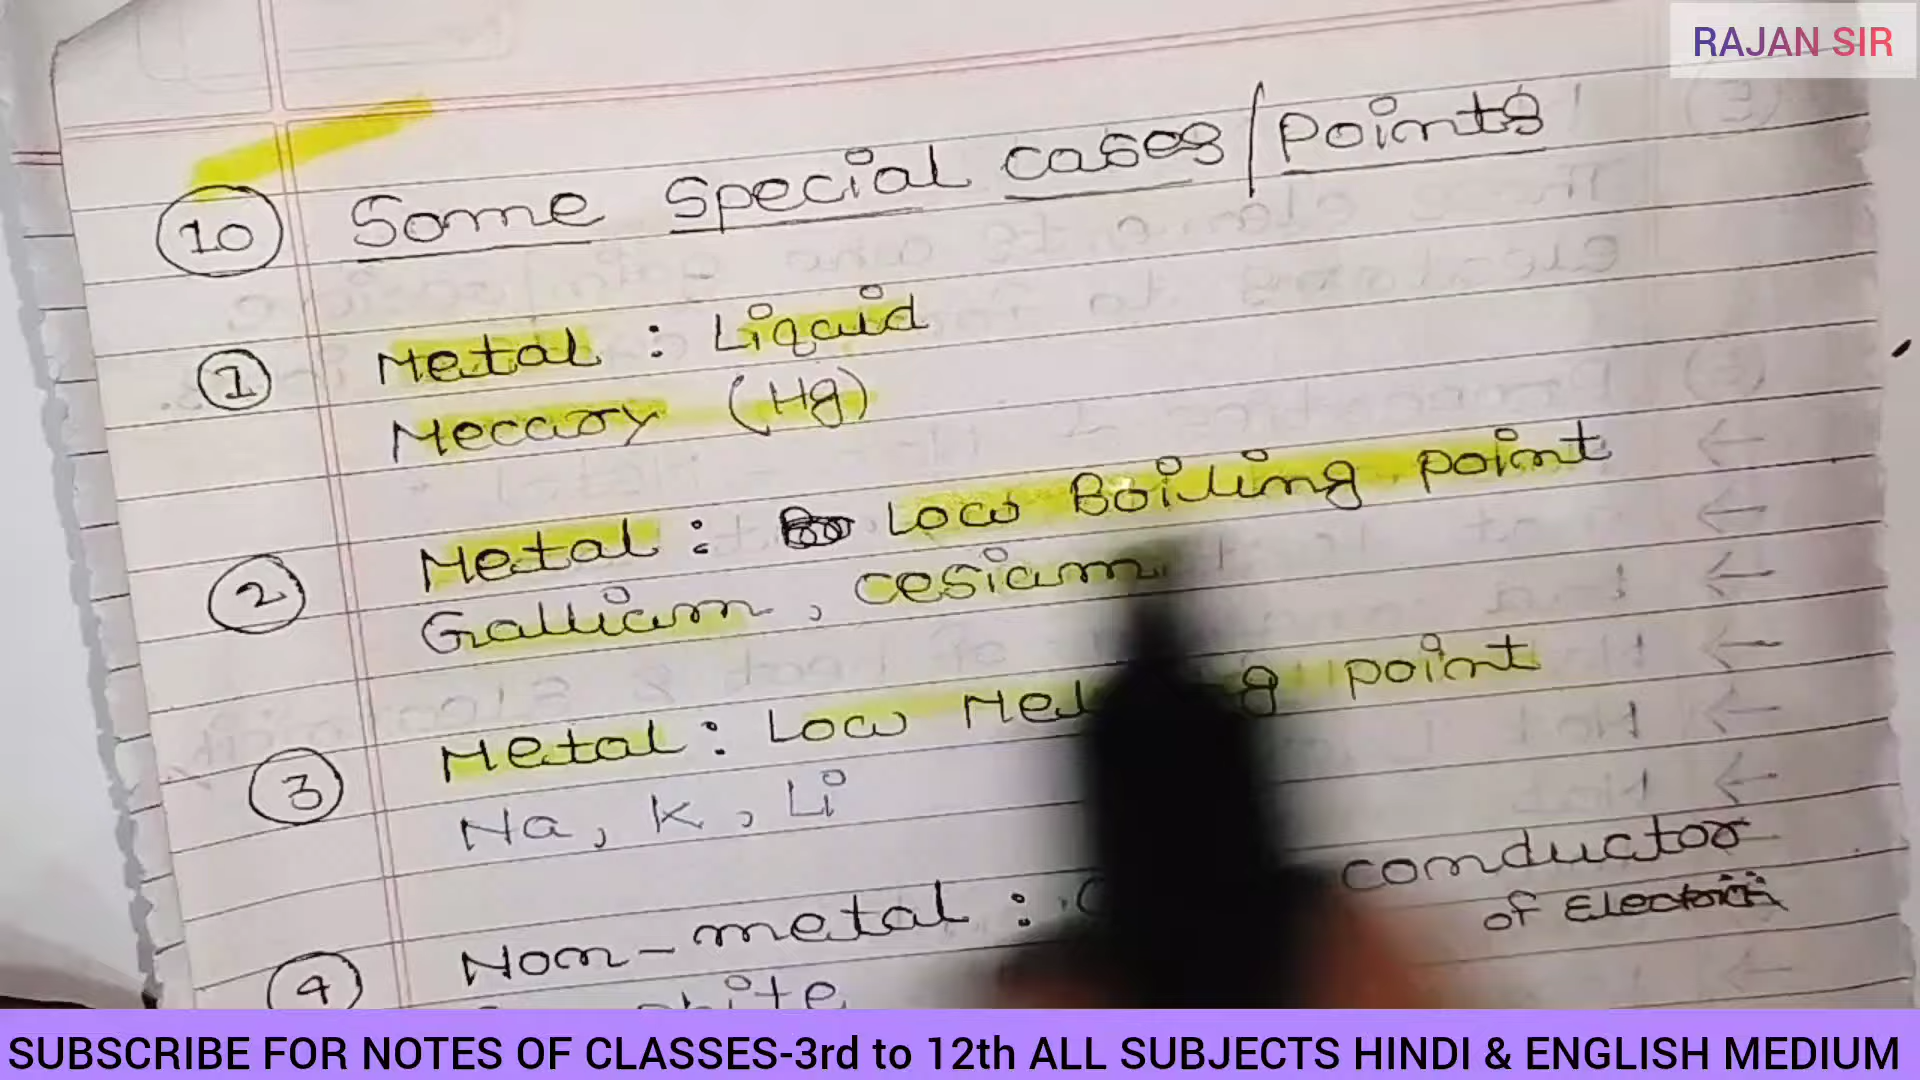 RAJAN SIR
10 Some Special cases/Points
1 Metal : Liquid
Mercury (Hg)
2 Metal : Low Boiling point
Gallium, cesium
3 Metal : Low Melting point
Na, K, Li
4 Non-metal : conductor
of
SUBSCRIBE FOR NOTES OF CLASSES-3rd to 12th ALL SUBJECTS HINDI & ENGLISH MEDIUM